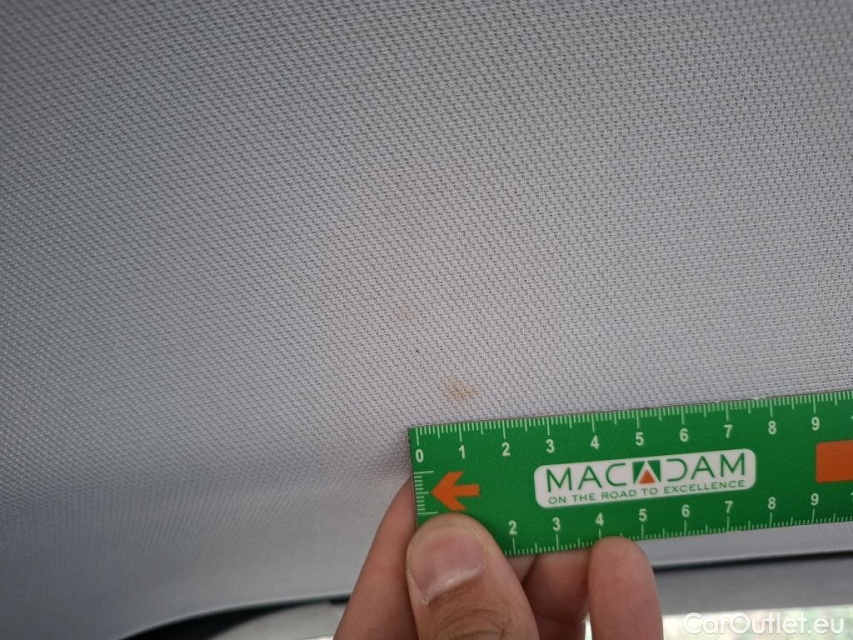 0 1 2 3 4 5 6 7 8 9
MACADAM
ON THE ROAD TO EXCELLENCE
2 3 4 5 6 7 8 9
CarOutlet.eu